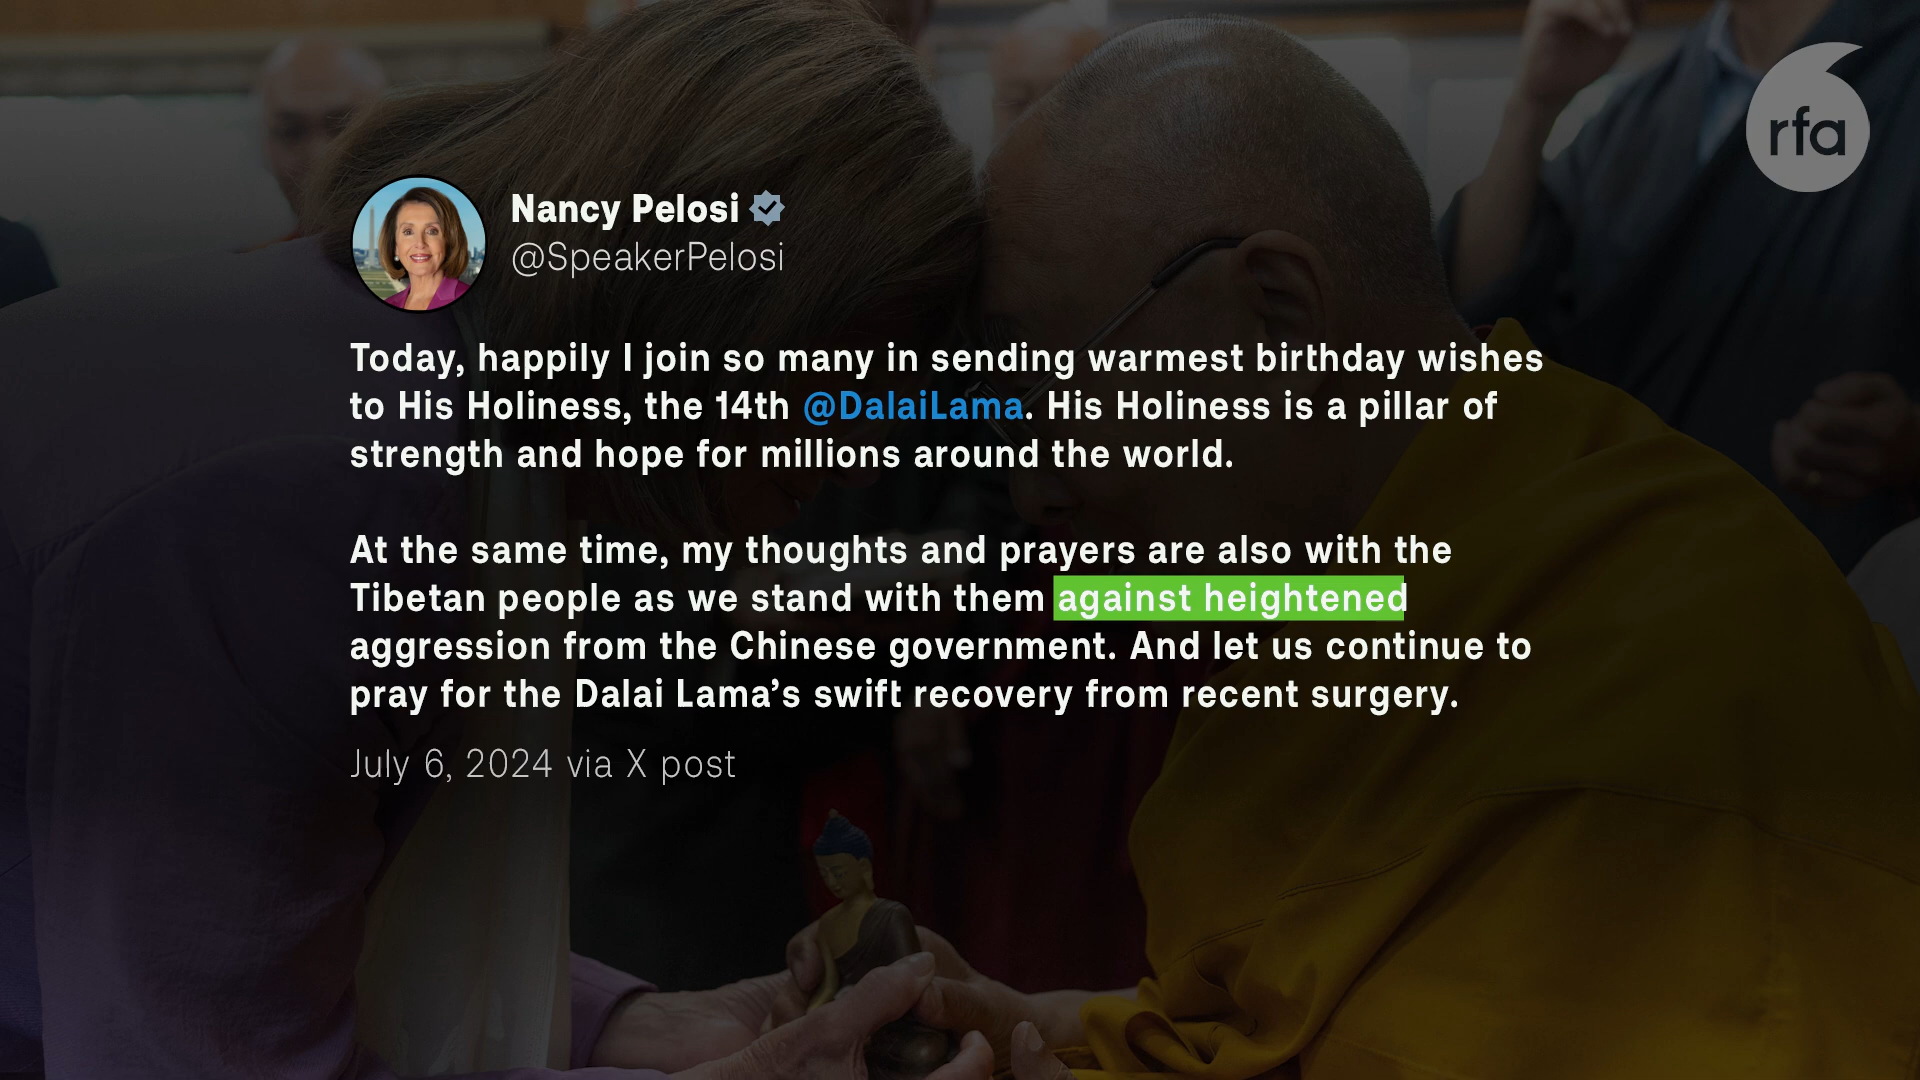 rfa
Nancy Pelosi
@SpeakerPelosi
Today, happily I join so many in sending warmest birthday wishes
to His Holiness, the 14th @DalaiLama. His Holiness is a pillar of
strength and hope for millions around the world.
At the same time, my thoughts and prayers are also with the
Tibetan people as we stand with them against heightened
aggression from the Chinese government. And let us continue to
pray for the Dalai Lama’s swift recovery from recent surgery.
July 6, 2024 via X post